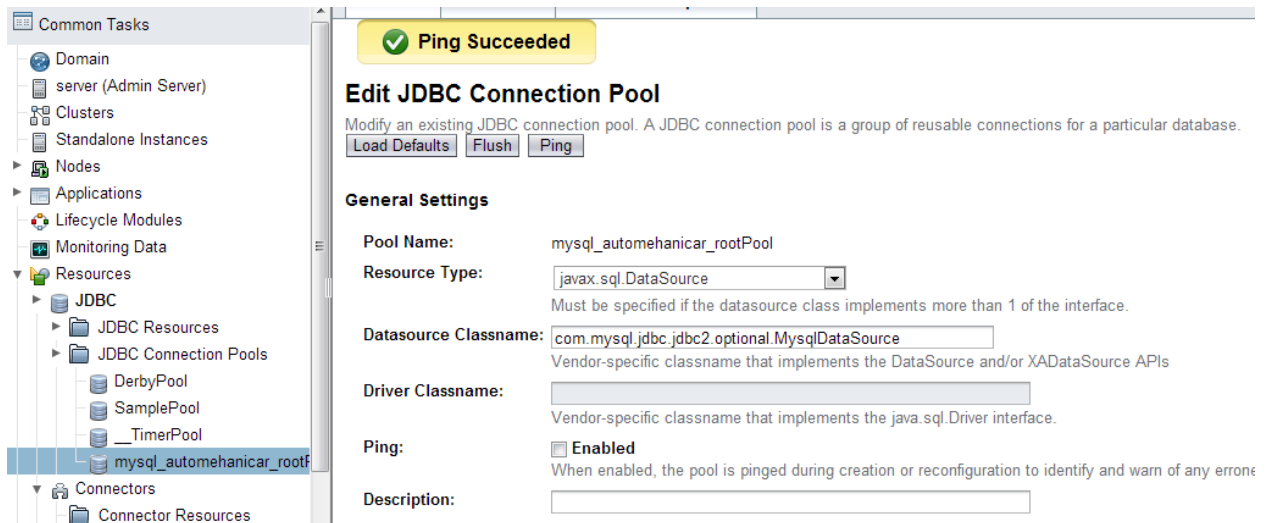 Common Tasks
Domain
server (Admin Server)
Clusters
Standalone Instances
Nodes
Applications
Lifecycle Modules
Monitoring Data
Resources
JDBC
JDBC Resources
JDBC Connection Pools
DerbyPool
SamplePool
__TimerPool
mysql_automehanicar_rootP
Connectors
Connector Resources
Ping Succeeded
Edit JDBC Connection Pool
Modify an existing JDBC connection pool. A JDBC connection pool is a group of reusable connections for a particular database.
Load Defaults Flush Ping
General Settings
Pool Name: mysql_automehanicar_rootPool
Resource Type: javax.sql.DataSource
Must be specified if the datasource class implements more than 1 of the interface.
Datasource Classname: com.mysql.jdbc.jdbc2.optional.MysqlDataSource
Vendor-specific classname that implements the DataSource and/or XADataSource APIs
Driver Classname:
Vendor-specific classname that implements the java.sql.Driver interface.
Ping: Enabled
When enabled, the pool is pinged during creation or reconfiguration to identify and warn of any errone
Description: